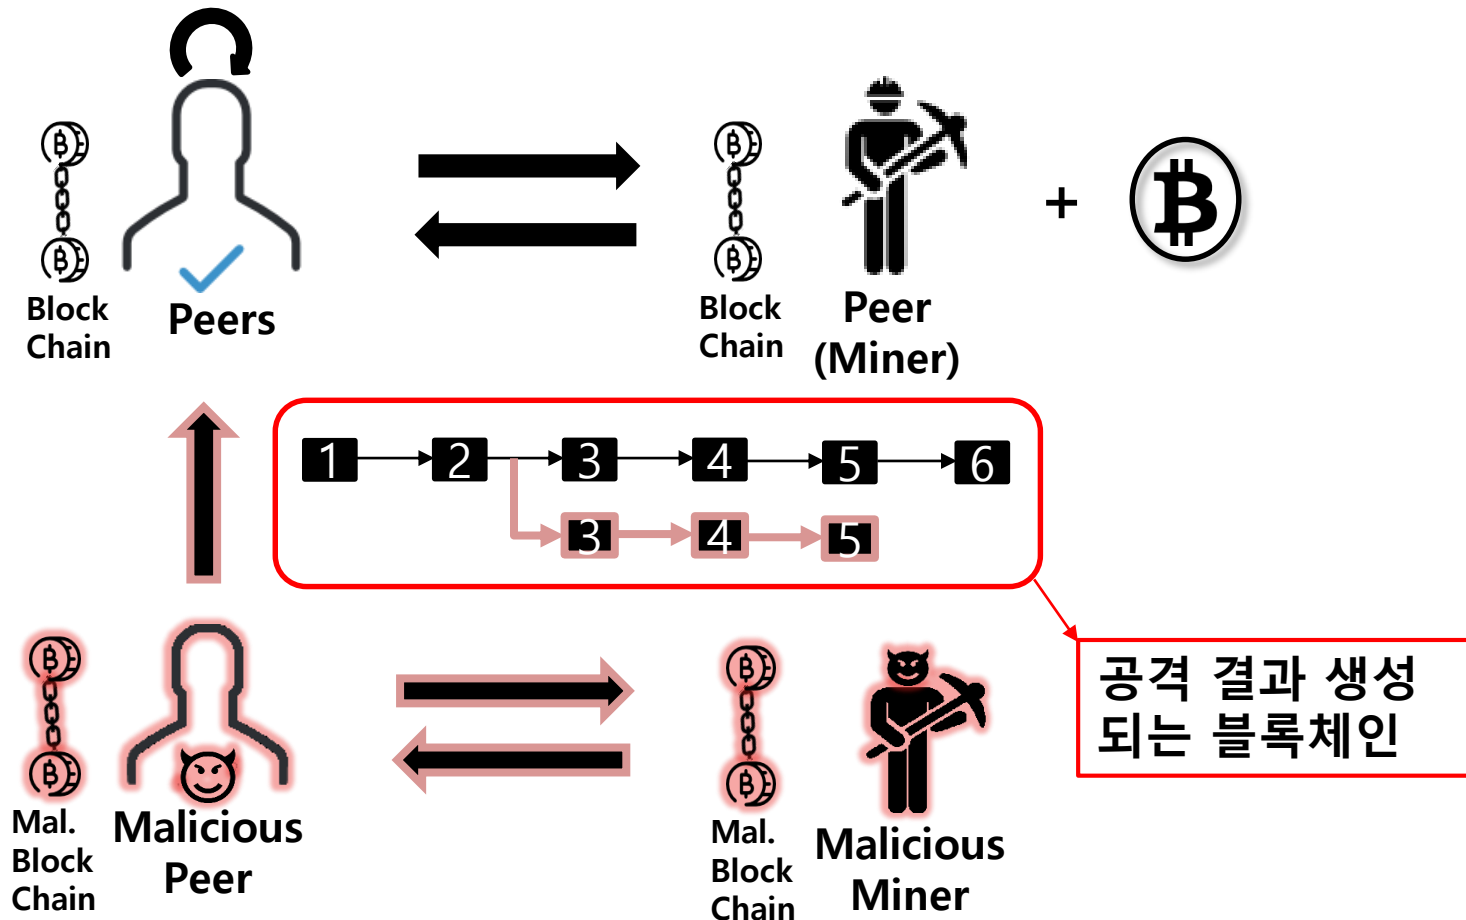 Block
Chain
Peers
Block
Chain
Peer
(Miner)
+
1
2
3
4
5
6
3
4
5
공격 결과 생성
되는 블록체인
Mal.
Block
Chain
Malicious
Peer
Mal.
Block
Chain
Malicious
Miner